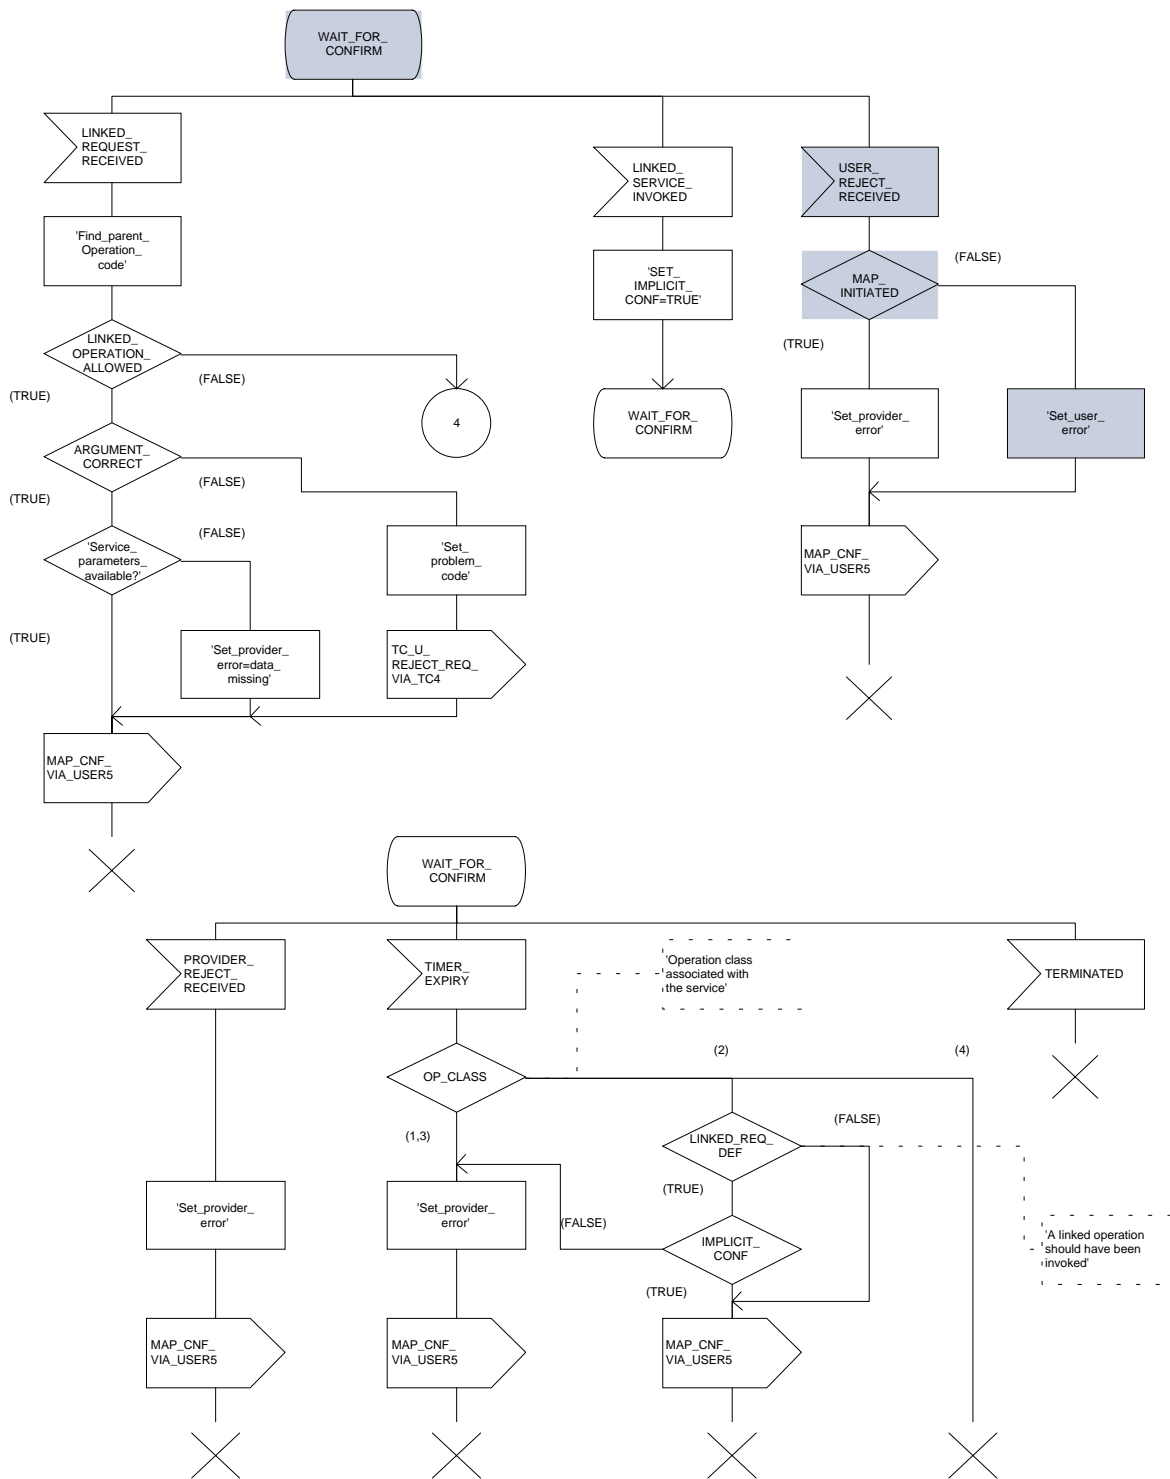 WAIT_FOR_
CONFIRM
LINKED_
REQUEST_
RECEIVED
'Find_parent_
Operation_
code'
LINKED_
OPERATION_
ALLOWED
(TRUE)
(FALSE)
4
ARGUMENT_
CORRECT
(TRUE)
(FALSE)
'Service_
parameters_
available?'
(FALSE)
(TRUE)
'Set_provider_
error=data_
missing'
'Set_
problem_
code'
TC_U_
REJECT_REQ_
VIA_TC4
MAP_CNF_
VIA_USER5
LINKED_
SERVICE_
INVOKED
'SET_
IMPLICIT_
CONF=TRUE'
WAIT_FOR_
CONFIRM
USER_
REJECT_
RECEIVED
MAP_
INITIATED
(FALSE)
(TRUE)
'Set_provider_
error'
'Set_user_
error'
MAP_CNF_
VIA_USER5
WAIT_FOR_
CONFIRM
PROVIDER_
REJECT_
RECEIVED
'Set_provider_
error'
MAP_CNF_
VIA_USER5
TIMER_
EXPIRY
'Operation class
associated with
the service'
OP_CLASS
(2)
(4)
(1,3)
'Set_provider_
error'
MAP_CNF_
VIA_USER5
LINKED_REQ_
DEF
(FALSE)
(TRUE)
(FALSE)
IMPLICIT_
CONF
(TRUE)
MAP_CNF_
VIA_USER5
'A linked operation
should have been
invoked'
TERMINATED